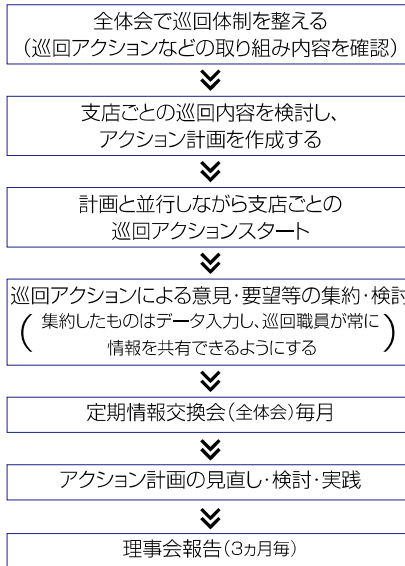 全体会で巡回体制を整える
（巡回アクションなどの取り組み内容を確認）
支店ごとの巡回内容を検討し、
アクション計画を作成する
計画と並行しながら支店ごとの
巡回アクションスタート
巡回アクションによる意見・要望等の集約・検討
（集約したものはデータ入力し、巡回職員が常に
情報を共有できるようにする）
定期情報交換会（全体会）毎月
アクション計画の見直し・検討・実践
理事会報告（3ヵ月毎）